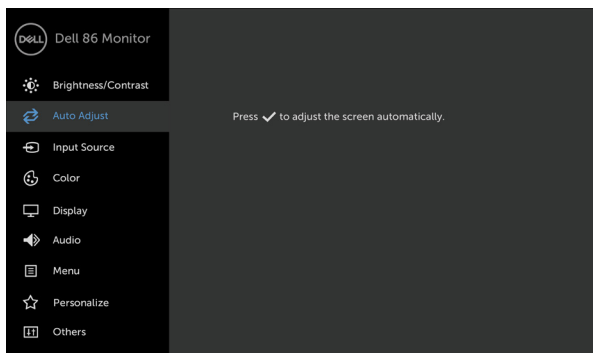 DELL
Dell 86 Monitor
Brightness/Contrast
Auto Adjust
Press ✓ to adjust the screen automatically.
Input Source
Color
Display
Audio
Menu
Personalize
Others